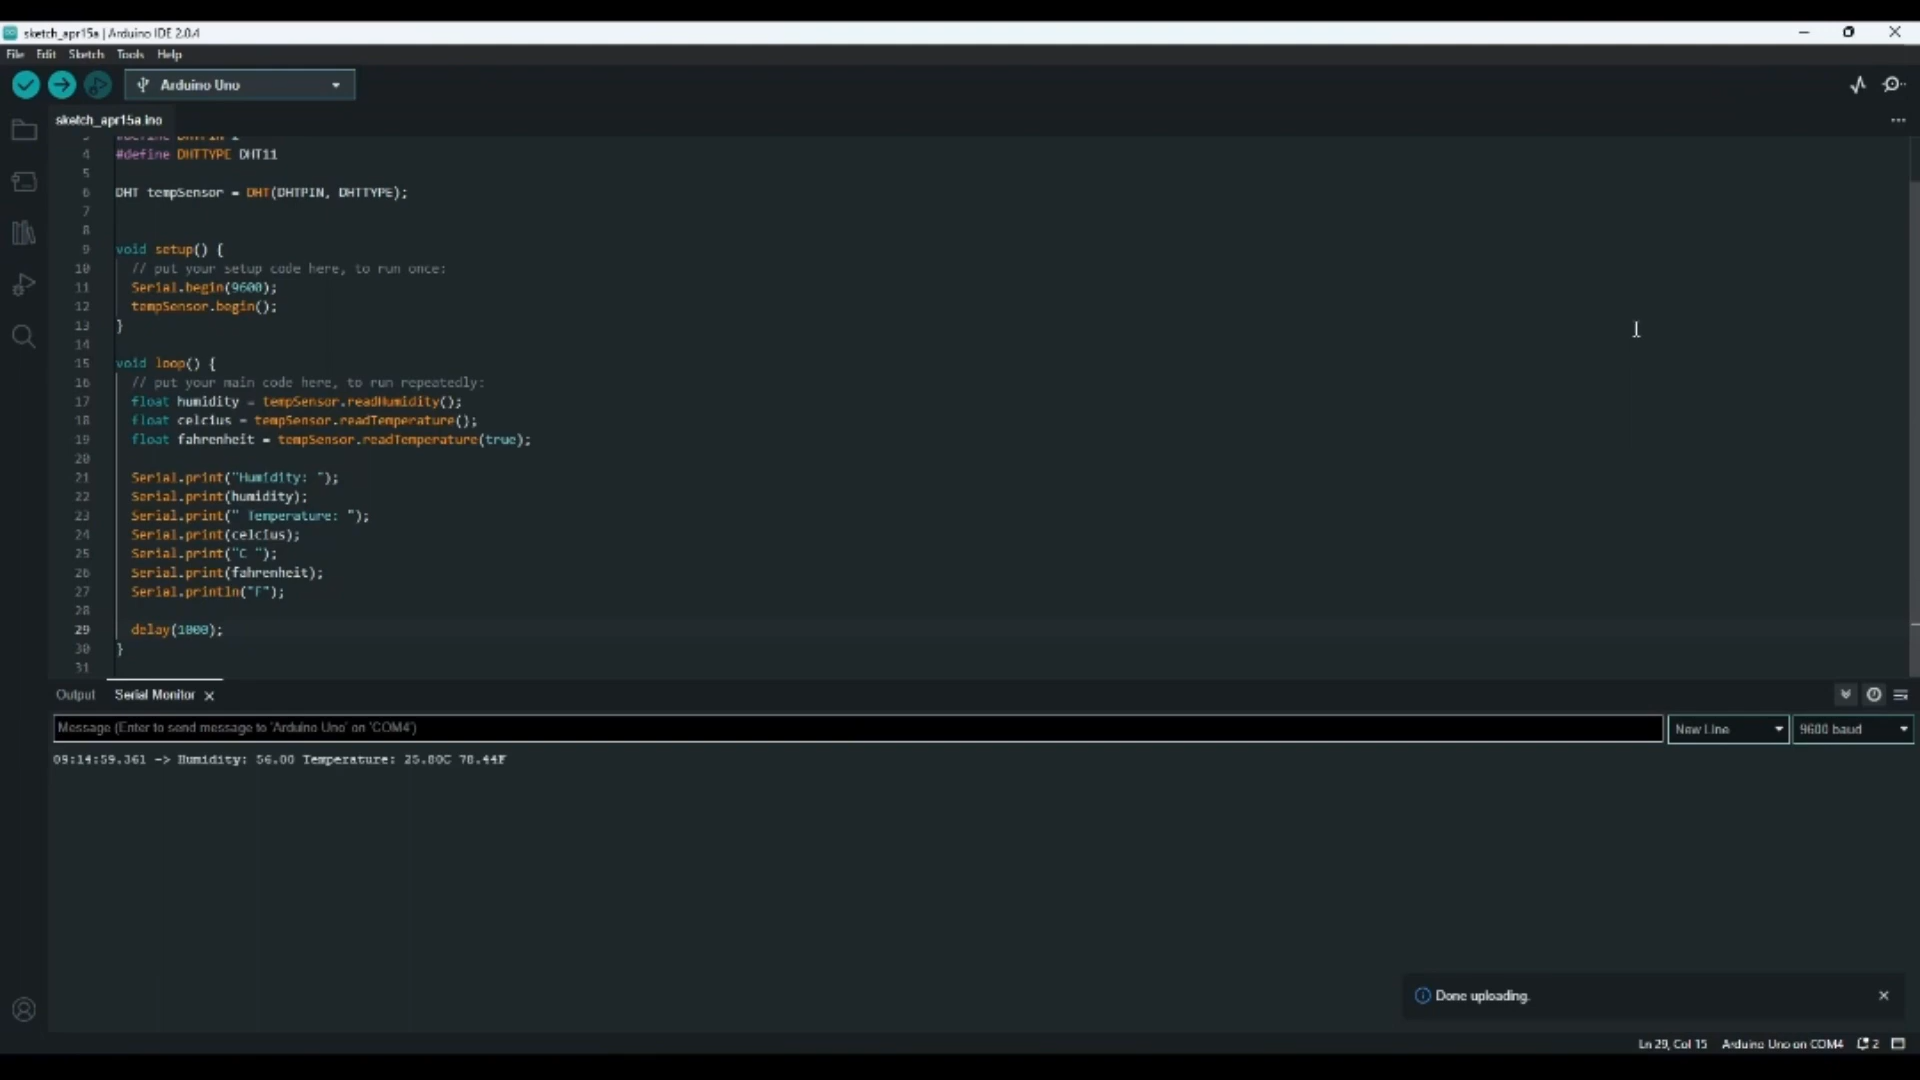 sketch_apr15a | Arduino IDE 2.0.4
File Edit Sketch Tools Help
Arduino Uno
sketch_apr15a.ino
3 #define DHTPIN 2
4 #define DHTTYPE DHT11
5
6 DHT tempSensor = DHT(DHTPIN, DHTTYPE);
7
8
9 void setup() {
10 // put your setup code here, to run once:
11 Serial.begin(9600);
12 tempSensor.begin();
13 }
14
15 void loop() {
16 // put your main code here, to run repeatedly:
17 float humidity = tempSensor.readHumidity();
18 float celcius = tempSensor.readTemperature();
19 float fahrenheit = tempSensor.readTemperature(true);
20
21 Serial.print("Humidity: ");
22 Serial.print(humidity);
23 Serial.print(" Temperature: ");
24 Serial.print(celcius);
25 Serial.print("C ");
26 Serial.print(fahrenheit);
27 Serial.println("F");
28
29 delay(1000);
30 }
31
Output Serial Monitor
Message (Enter to send message to 'Arduino Uno' on 'COM4')
New Line
9600 baud
09:14:59.361 -> Humidity: 56.00 Temperature: 25.80C 78.44F
Done uploading.
Ln 29, Col 15 Arduino Uno on COM4 2